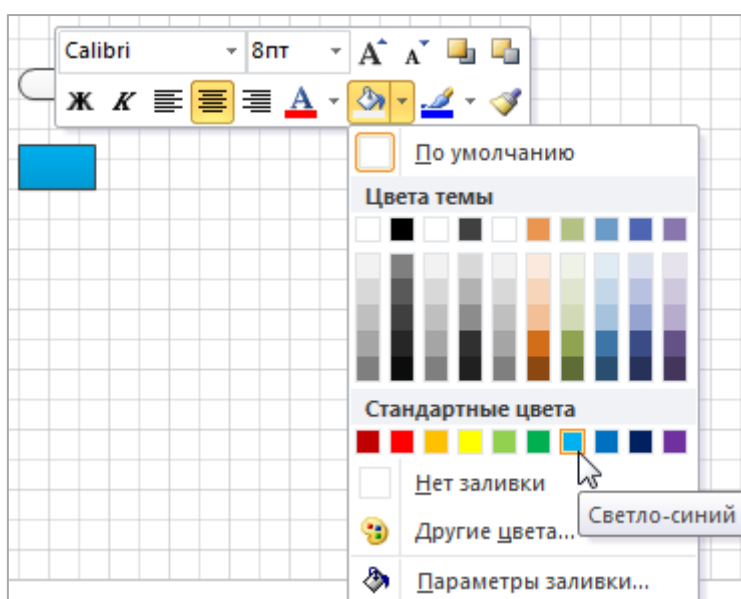 Calibri 8пт A A
Ж К A
По умолчанию
Цвета темы
Стандартные цвета
Нет заливки
Светло-синий
Другие цвета...
Параметры заливки...